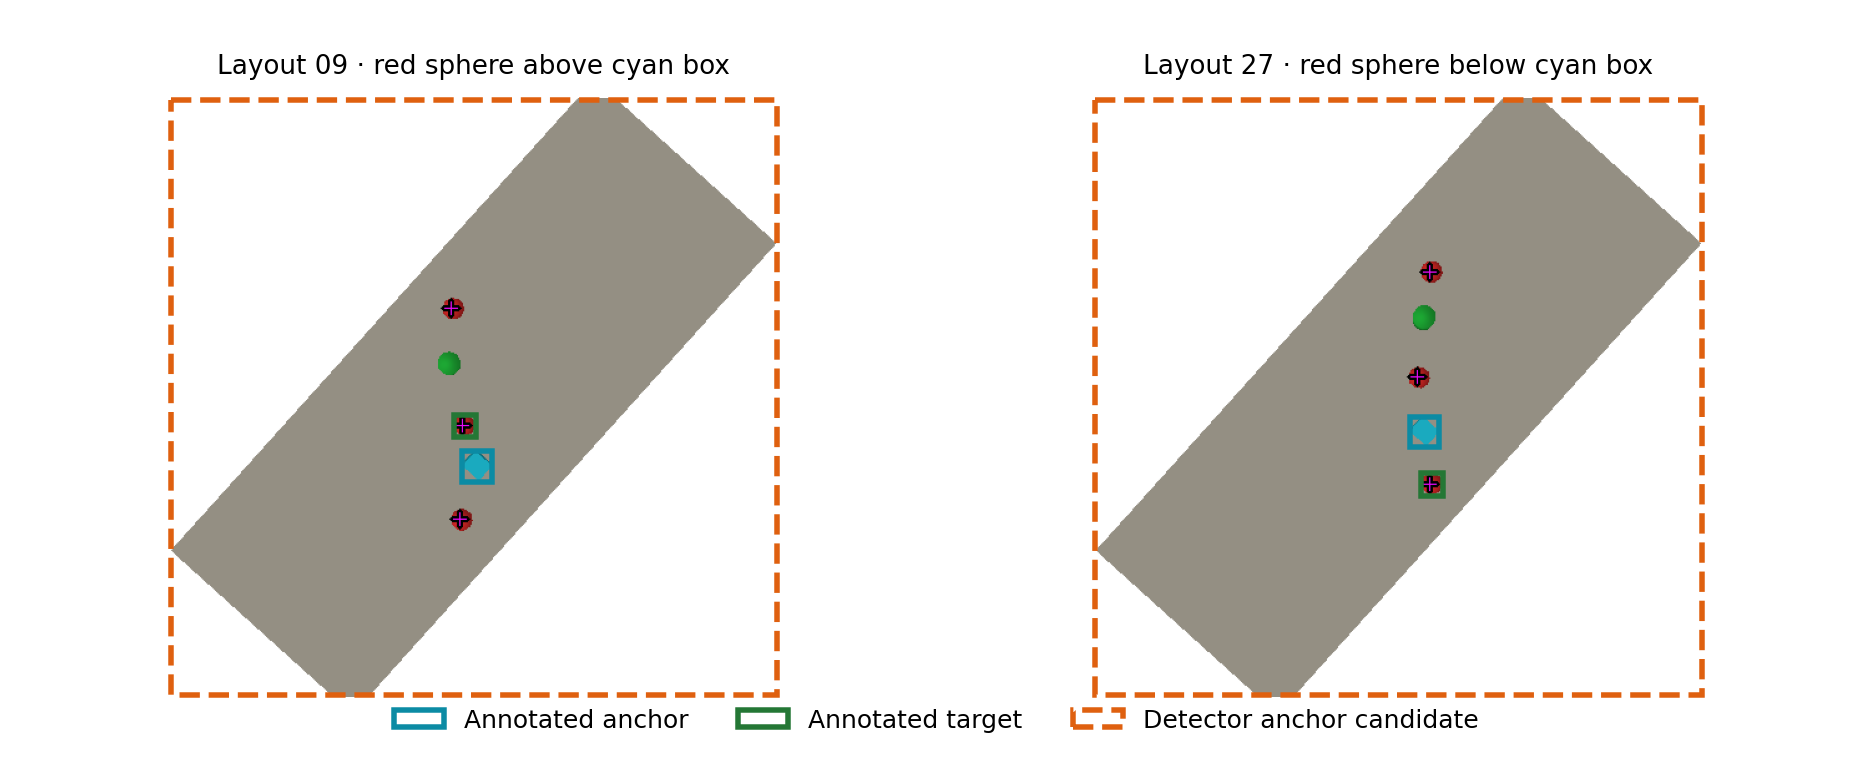 Layout 09 · red sphere above cyan box
Layout 27 · red sphere below cyan box
Annotated anchor
Annotated target
Detector anchor candidate